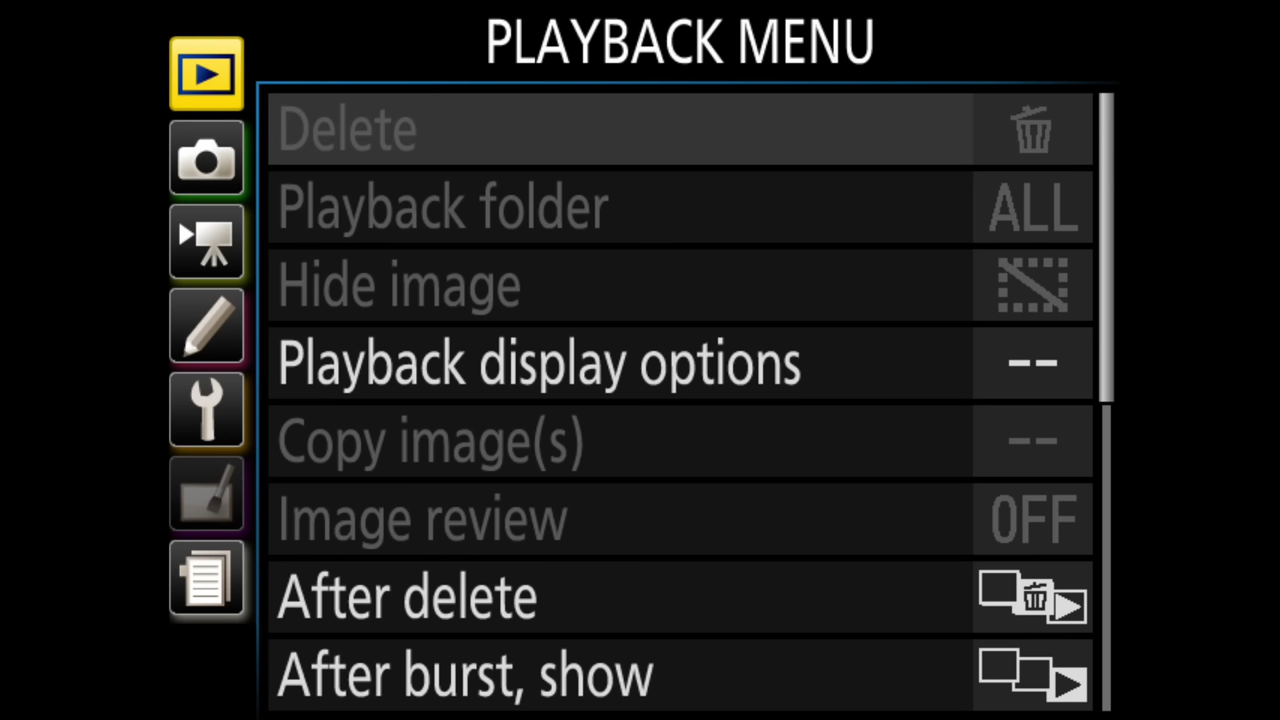 PLAYBACK MENU
Delete
Playback folder ALL
Hide image
Playback display options --
Copy image(s) --
Image review OFF
After delete
After burst, show